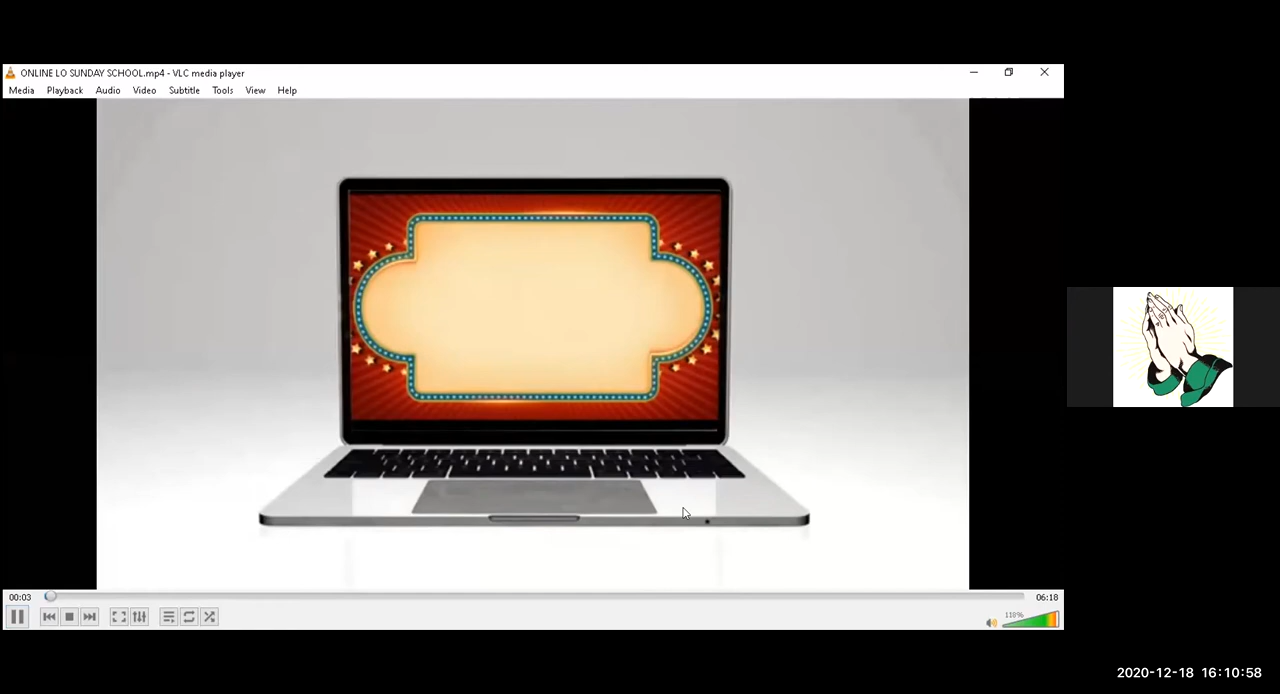 ONLINE LO SUNDAY SCHOOL.mp4 - VLC media player
Media Playback Audio Video Subtitle Tools View Help
00:03
06:18
118%
2020-12-18 16:10:58